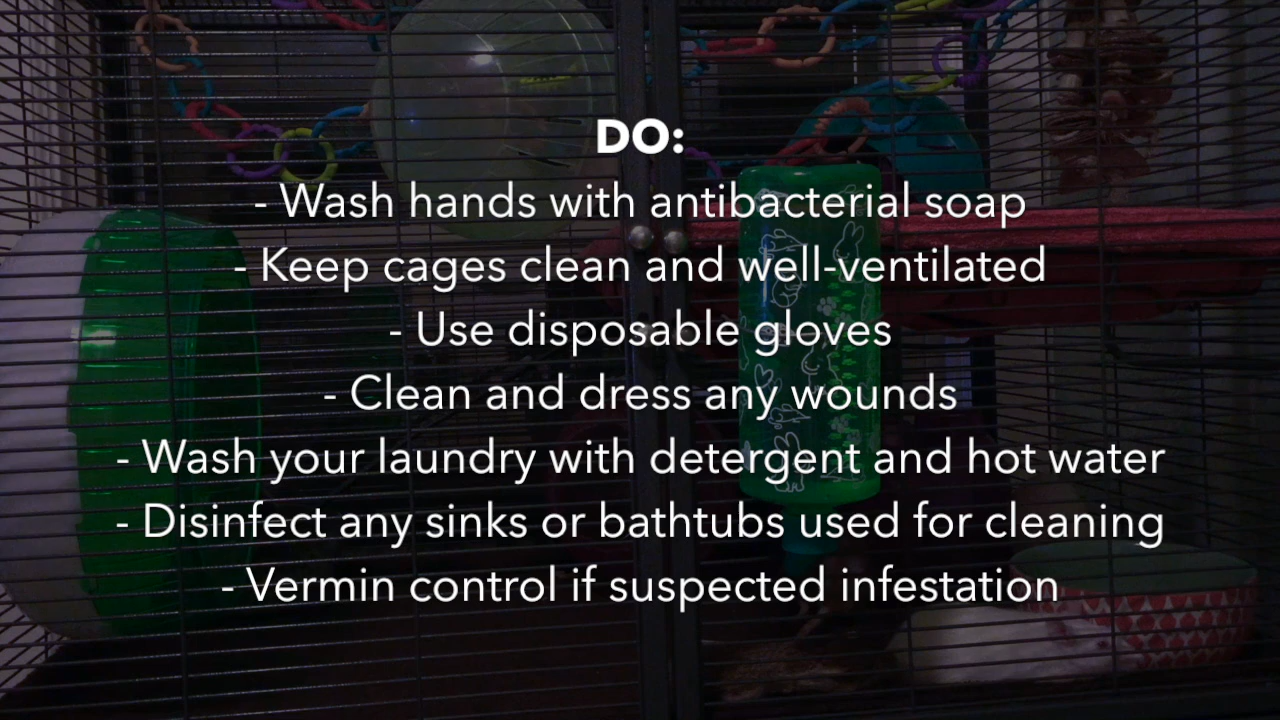 DO:
- Wash hands with antibacterial soap
- Keep cages clean and well-ventilated
- Use disposable gloves
- Clean and dress any wounds
- Wash your laundry with detergent and hot water
- Disinfect any sinks or bathtubs used for cleaning
- Vermin control if suspected infestation